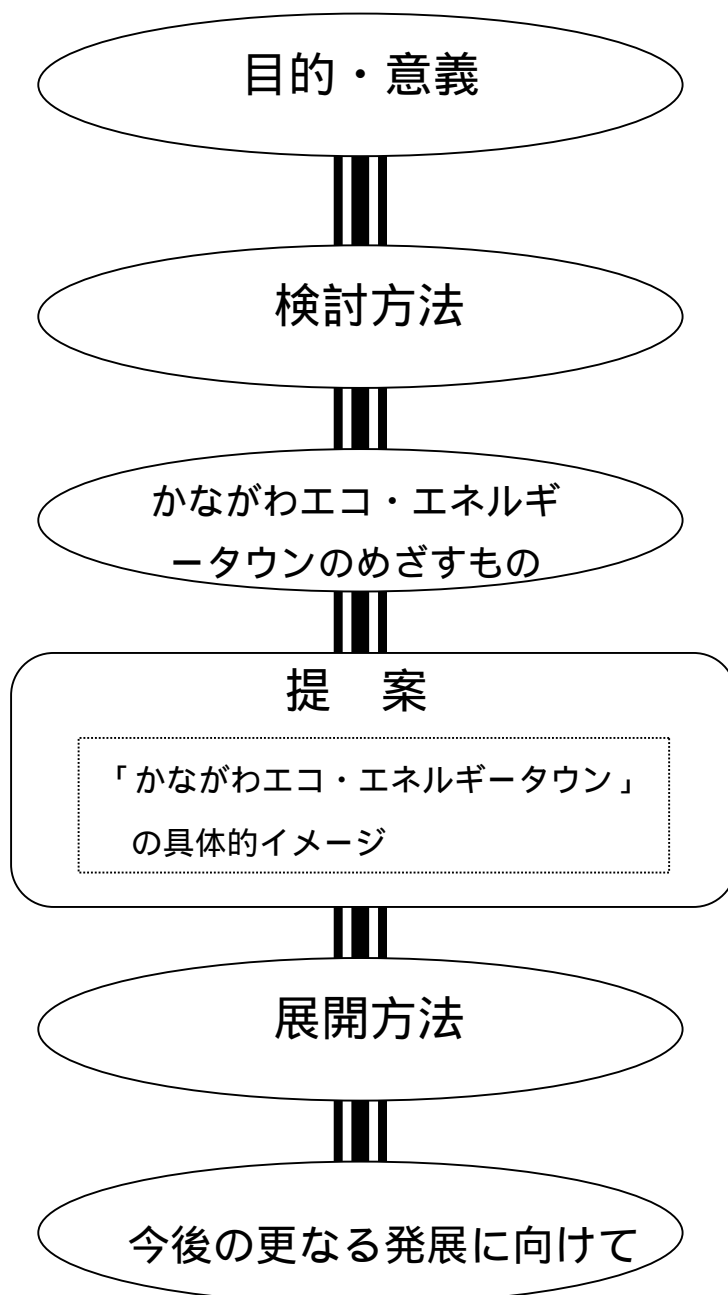 目的・意義
検討方法
かながわエコ・エネルギ
ータウンのめざすもの
提　案
「かながわエコ・エネルギータウン」
の具体的イメージ
展開方法
今後の更なる発展に向けて